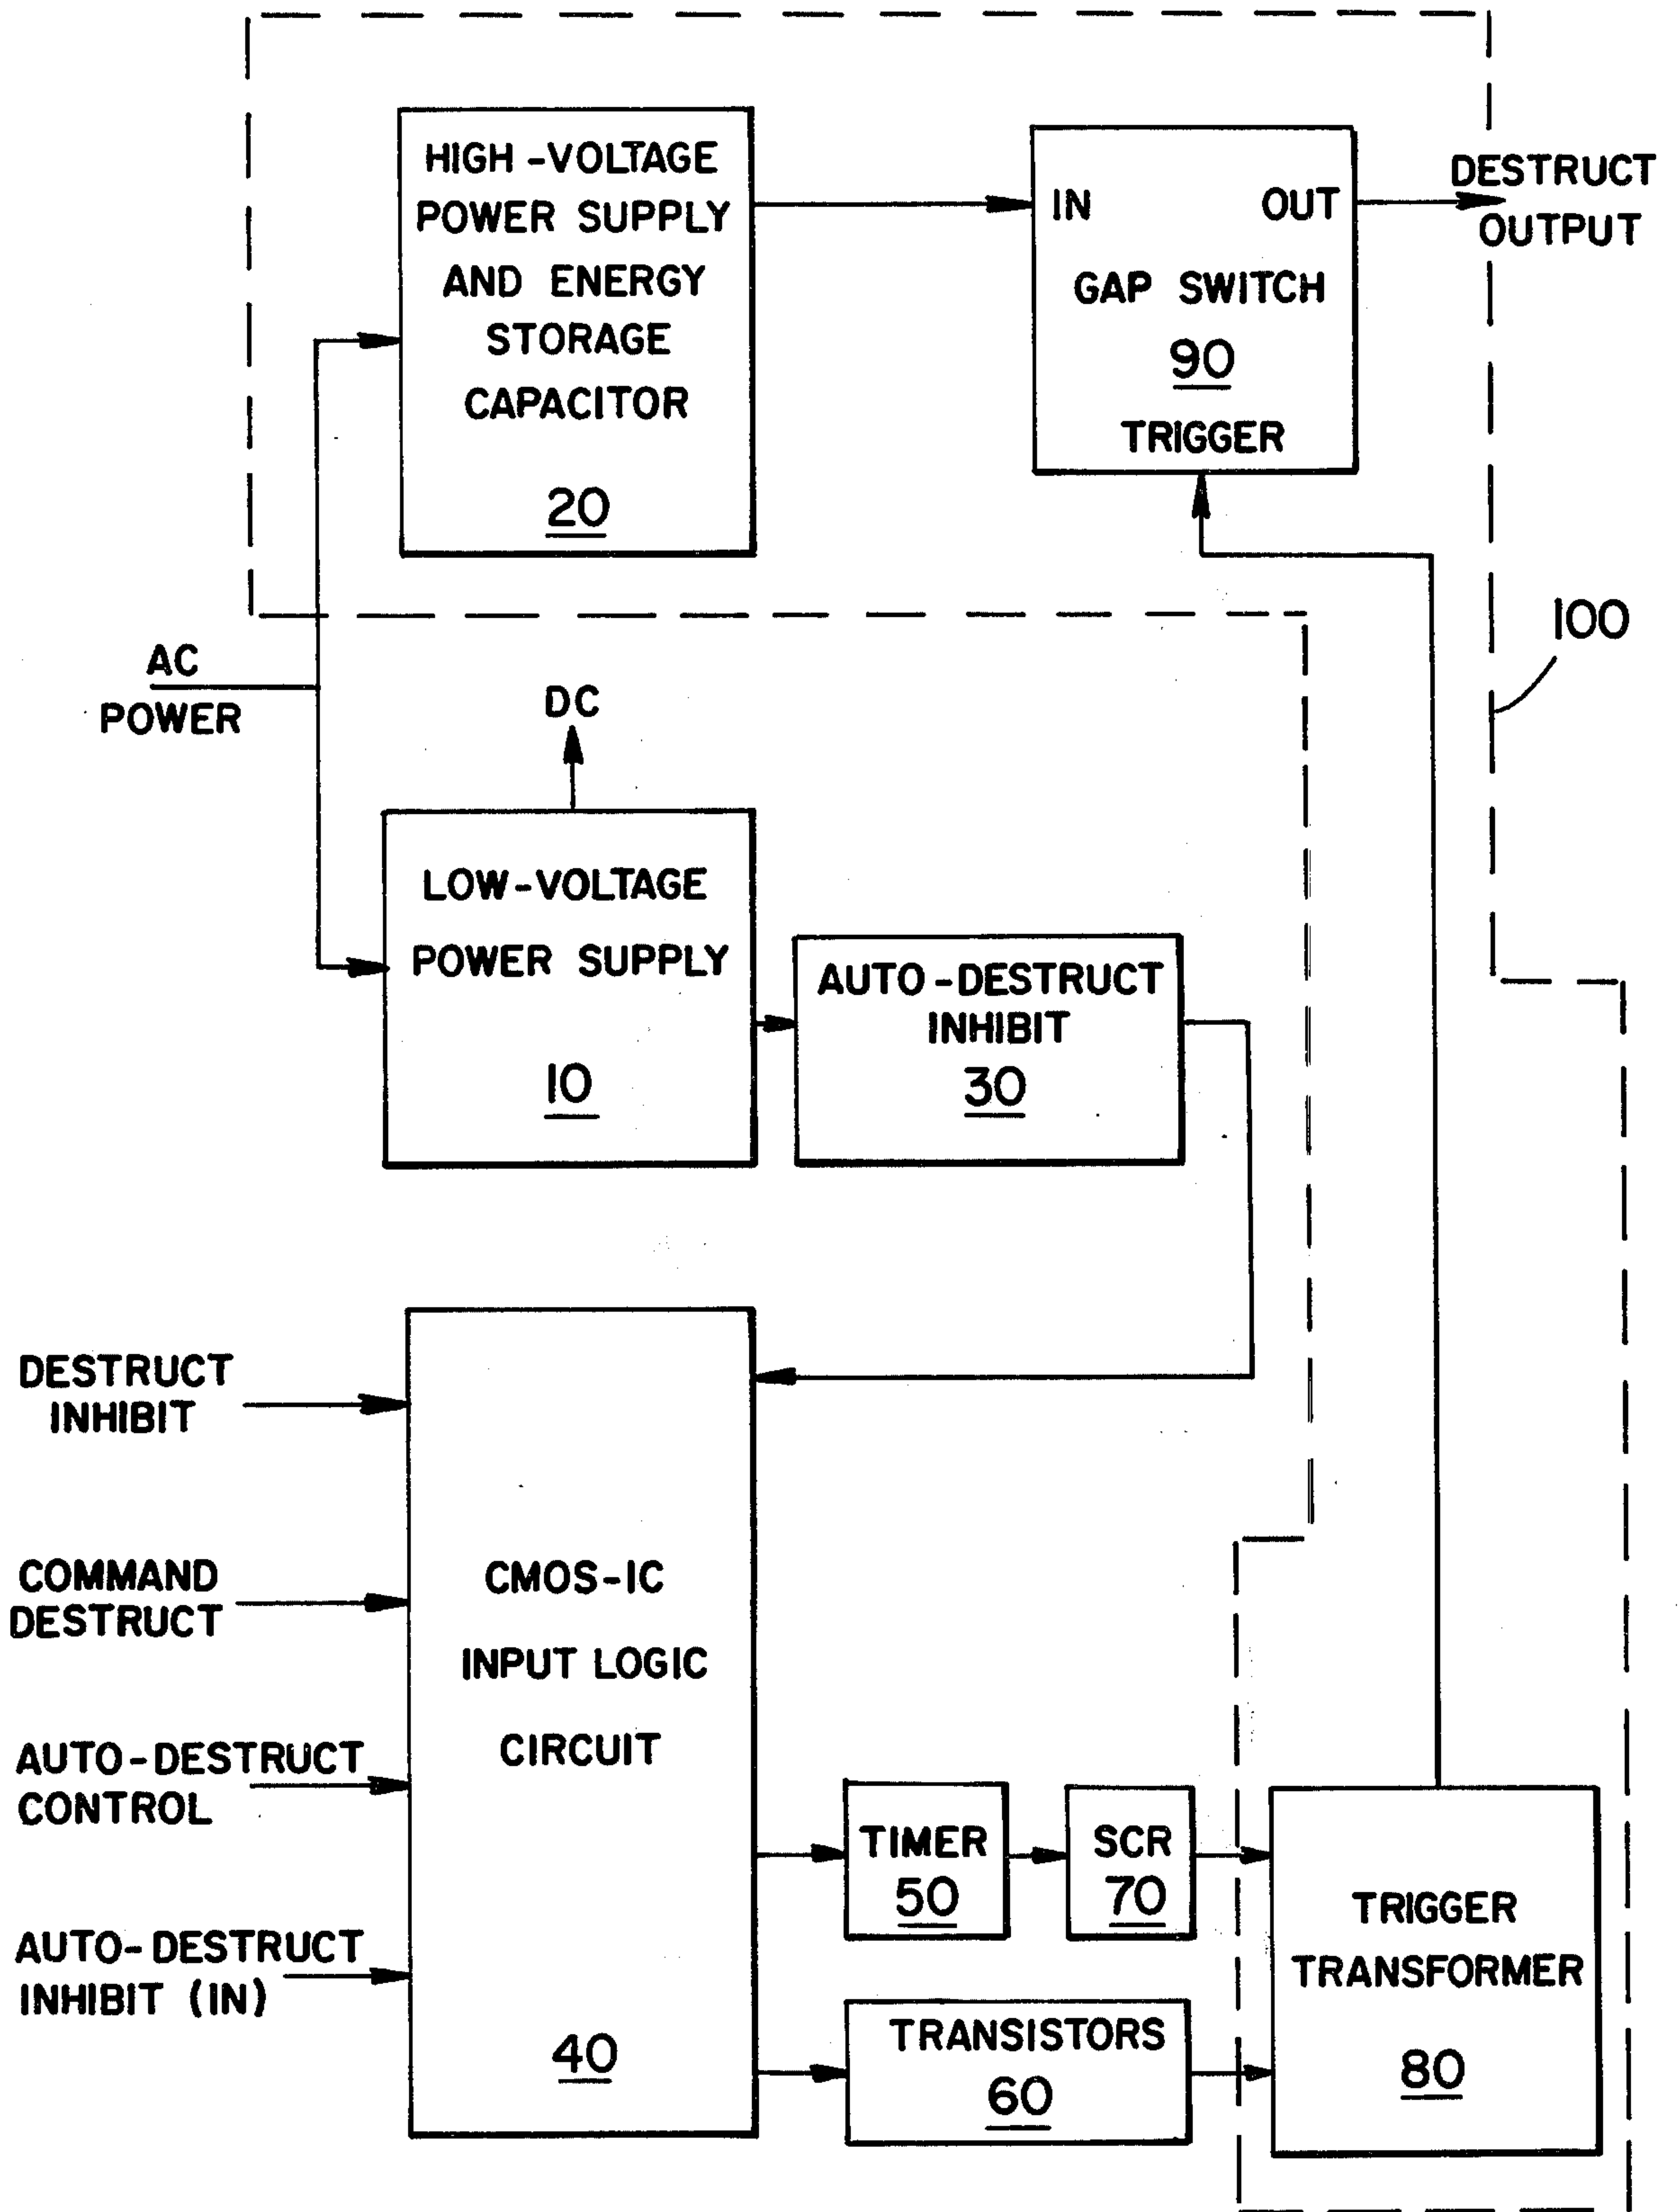 HIGH-VOLTAGE
POWER SUPPLY
AND ENERGY
STORAGE
CAPACITOR
20
IN
OUT
GAP SWITCH
90
TRIGGER
DESTRUCT
OUTPUT
100
AC
POWER
DC
LOW-VOLTAGE
POWER SUPPLY
10
AUTO-DESTRUCT
INHIBIT
30
DESTRUCT
INHIBIT
COMMAND
DESTRUCT
AUTO-DESTRUCT
CONTROL
AUTO-DESTRUCT
INHIBIT (IN)
CMOS-IC
INPUT LOGIC
CIRCUIT
40
TIMER
50
SCR
70
TRANSISTORS
60
TRIGGER
TRANSFORMER
80